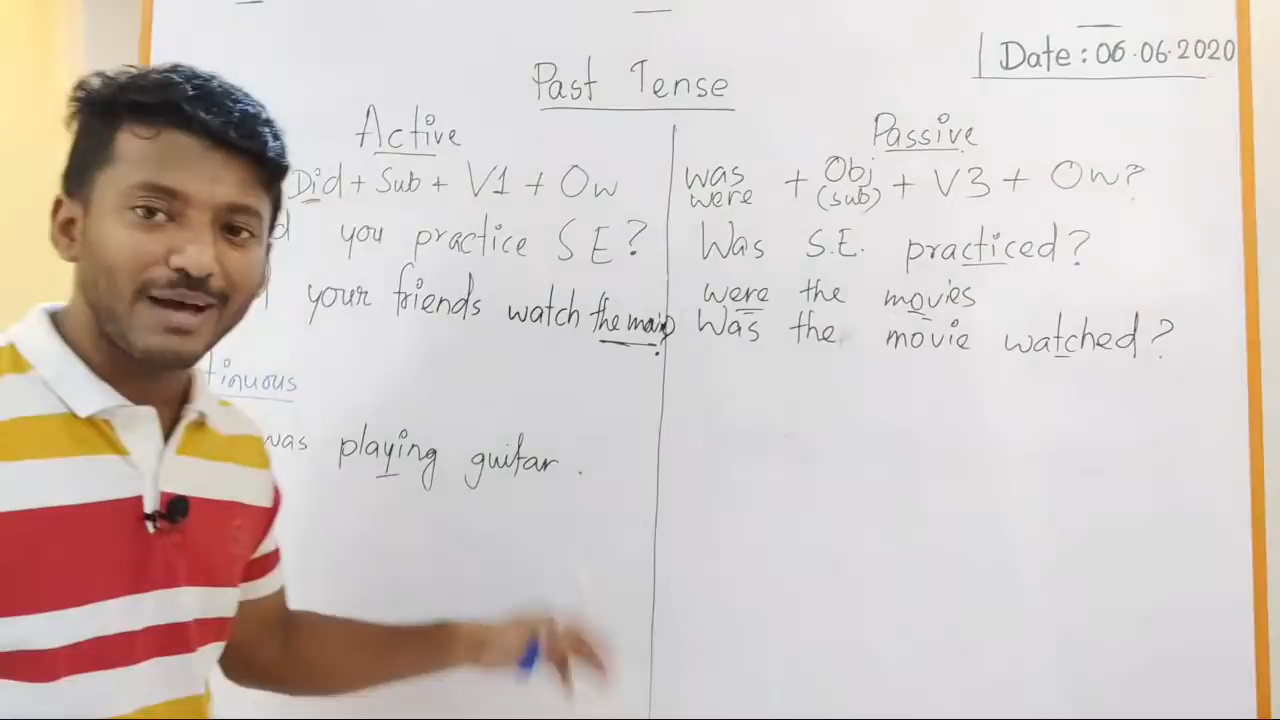 Date : 06.06.2020
Past Tense
Active
Did + Sub + V1 + Ow
you practice S E?
your friends watch the
tinuous
was playing guitar.
Passive
was
were + Obj (sub) + V3 + Ow?
Was S.E. practiced?
were the movies
Was the movie watched?